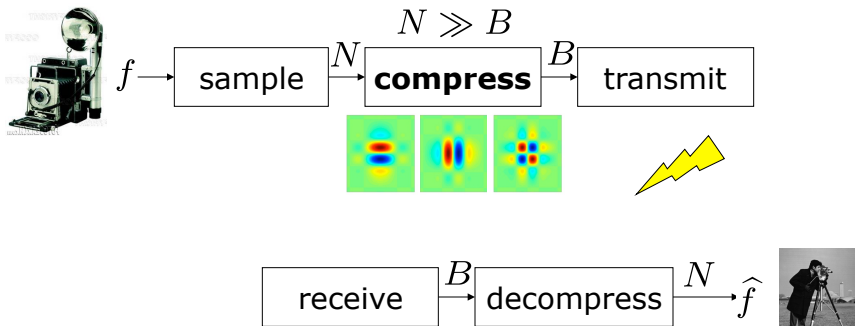 N ≫ B
f sample N compress B transmit
receive B decompress N f̂